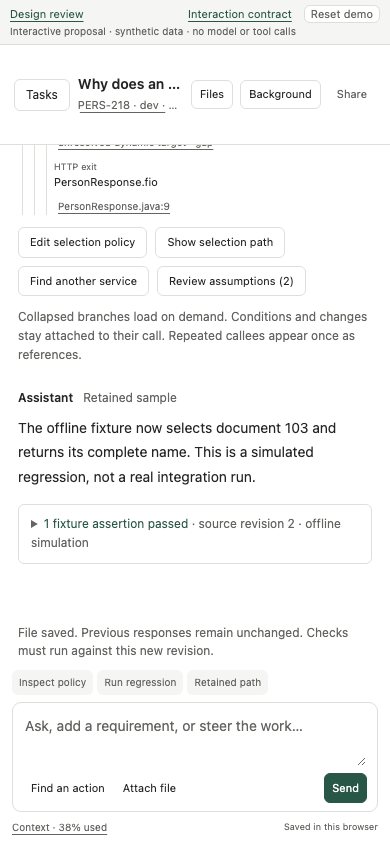 Design review
Interaction contract
Reset demo
Interactive proposal · synthetic data · no model or tool calls
Tasks
Why does an ...
PERS-218 · dev · ...
Files
Background
Share
HTTP exit
PersonResponse.fio
PersonResponse.java:9
Edit selection policy
Show selection path
Find another service
Review assumptions (2)
Collapsed branches load on demand. Conditions and changes
stay attached to their call. Repeated callees appear once as
references.
Assistant Retained sample
The offline fixture now selects document 103 and
returns its complete name. This is a simulated
regression, not a real integration run.
▶ 1 fixture assertion passed · source revision 2 · offline
simulation
File saved. Previous responses remain unchanged. Checks
must run against this new revision.
Inspect policy
Run regression
Retained path
Ask, add a requirement, or steer the work...
Find an action
Attach file
Send
Context · 38% used
Saved in this browser